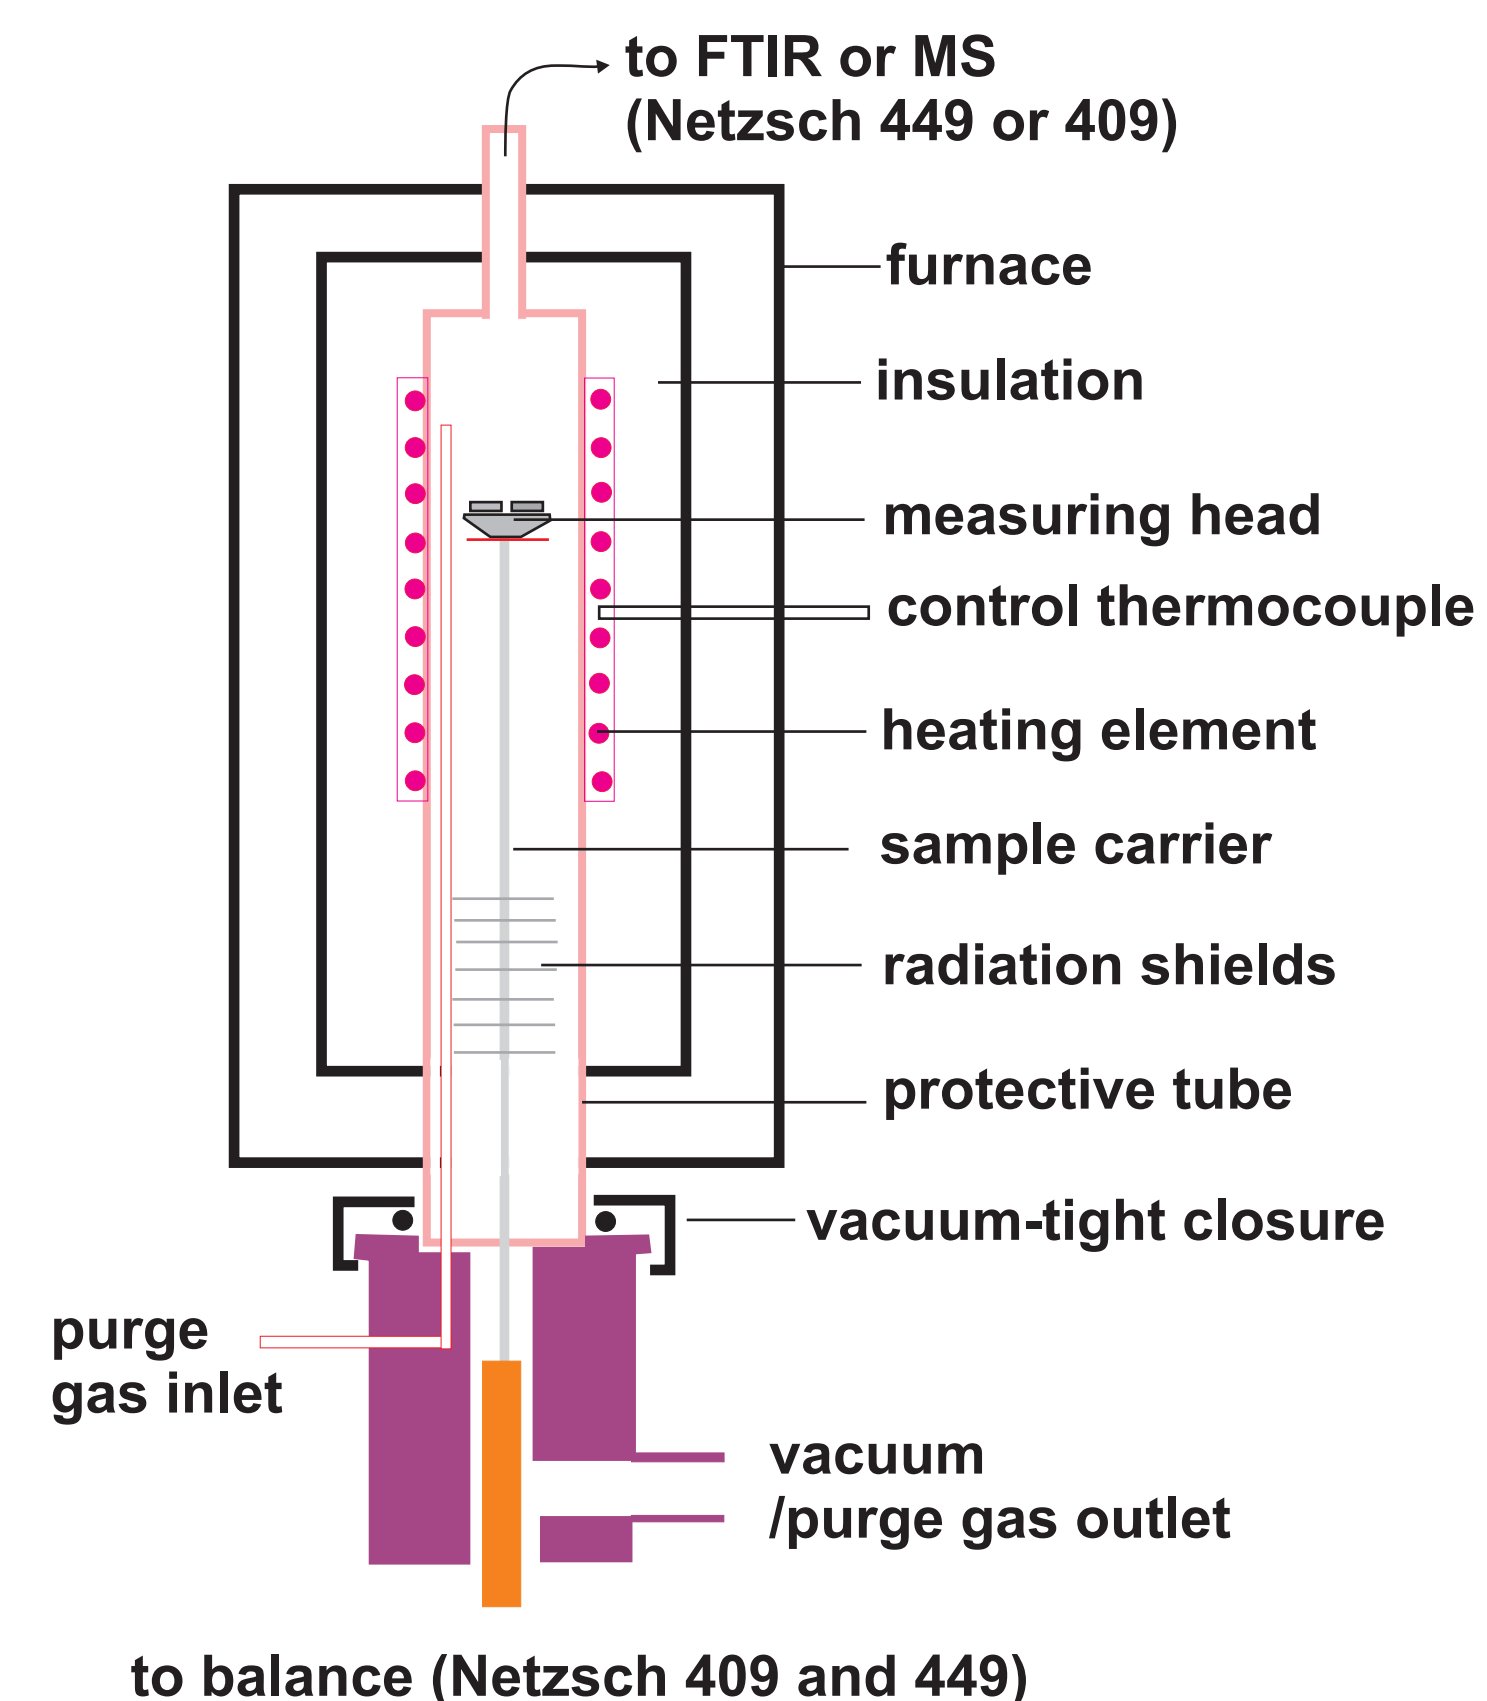 to FTIR or MS
(Netzsch 449 or 409)
furnace
insulation
measuring head
control thermocouple
heating element
sample carrier
radiation shields
protective tube
vacuum-tight closure
purge
gas inlet
vacuum
/purge gas outlet
to balance (Netzsch 409 and 449)